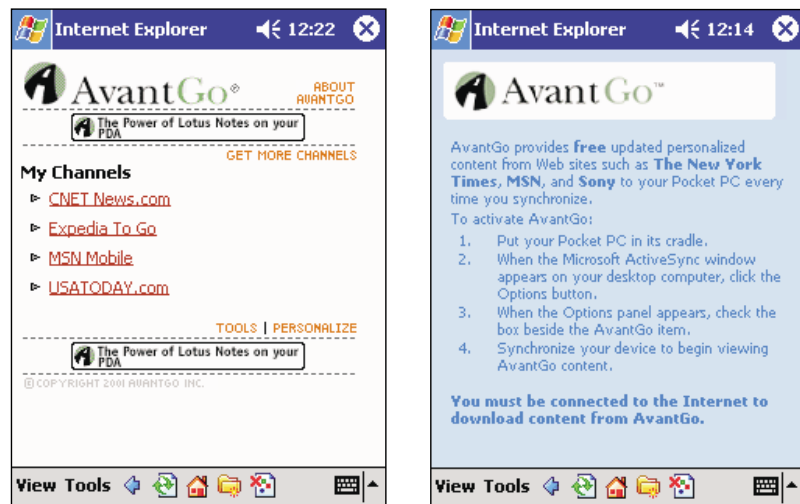 Internet Explorer 12:22
AvantGo®
ABOUT
AVANTGO
The Power of Lotus Notes on your
PDA
GET MORE CHANNELS
My Channels
CNET News.com
Expedia To Go
MSN Mobile
USATODAY.com
TOOLS | PERSONALIZE
The Power of Lotus Notes on your
PDA
©COPYRIGHT 2001 AVANTGO INC.
View Tools
Internet Explorer 12:14
AvantGo™
AvantGo provides free updated personalized
content from Web sites such as The New York
Times, MSN, and Sony to your Pocket PC every
time you synchronize.
To activate AvantGo:
1. Put your Pocket PC in its cradle.
2. When the Microsoft ActiveSync window
appears on your desktop computer, click the
Options button.
3. When the Options panel appears, check the
box beside the AvantGo item.
4. Synchronize your device to begin viewing
AvantGo content.
You must be connected to the Internet to
download content from AvantGo.
View Tools